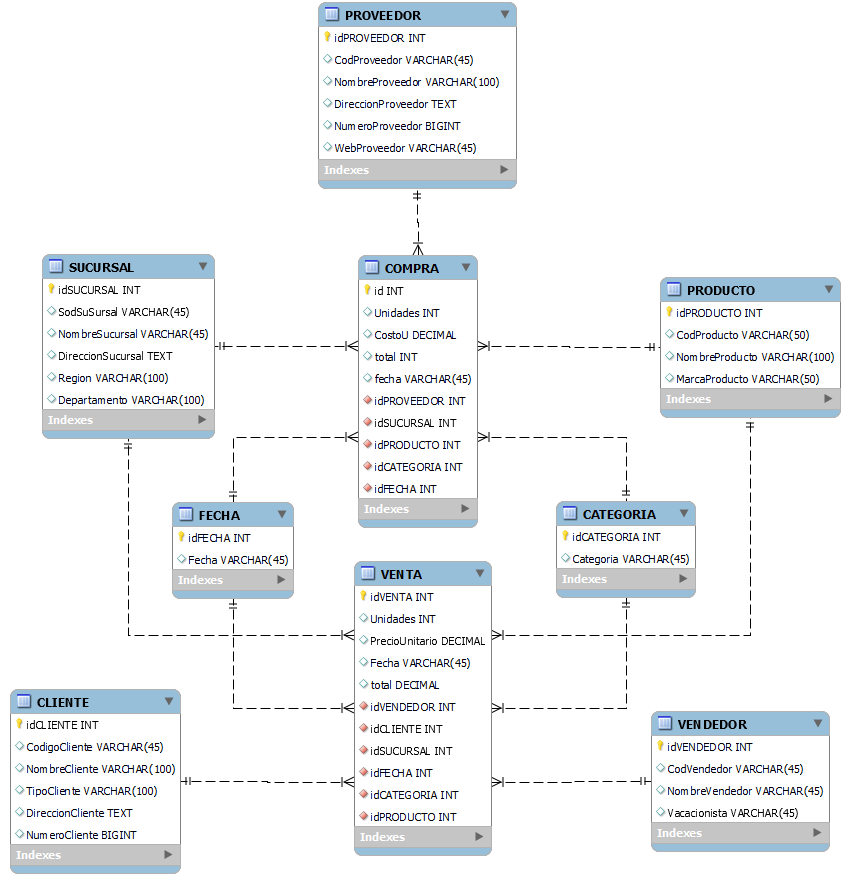 PROVEEDOR
idPROVEEDOR INT
CodProveedor VARCHAR(45)
NombreProveedor VARCHAR(100)
DireccionProveedor TEXT
NumeroProveedor BIGINT
WebProveedor VARCHAR(45)
Indexes
SUCURSAL
idSUCURSAL INT
SodSuSursal VARCHAR(45)
NombreSucursal VARCHAR(45)
DireccionSucursal TEXT
Region VARCHAR(100)
Departamento VARCHAR(100)
Indexes
COMPRA
id INT
Unidades INT
CostoU DECIMAL
total INT
fecha VARCHAR(45)
idPROVEEDOR INT
idSUCURSAL INT
idPRODUCTO INT
idCATEGORIA INT
idFECHA INT
Indexes
PRODUCTO
idPRODUCTO INT
CodProducto VARCHAR(50)
NombreProducto VARCHAR(100)
MarcaProducto VARCHAR(50)
Indexes
FECHA
idFECHA INT
Fecha VARCHAR(45)
Indexes
CATEGORIA
idCATEGORIA INT
Categoria VARCHAR(45)
Indexes
VENTA
idVENTA INT
Unidades INT
PrecioUnitario DECIMAL
Fecha VARCHAR(45)
total DECIMAL
idVENDEDOR INT
idCLIENTE INT
idSUCURSAL INT
idFECHA INT
idCATEGORIA INT
idPRODUCTO INT
Indexes
CLIENTE
idCLIENTE INT
CodigoCliente VARCHAR(45)
NombreCliente VARCHAR(100)
TipoCliente VARCHAR(100)
DireccionCliente TEXT
NumeroCliente BIGINT
Indexes
VENDEDOR
idVENDEDOR INT
CodVendedor VARCHAR(45)
NombreVendedor VARCHAR(45)
Vacacionista VARCHAR(45)
Indexes